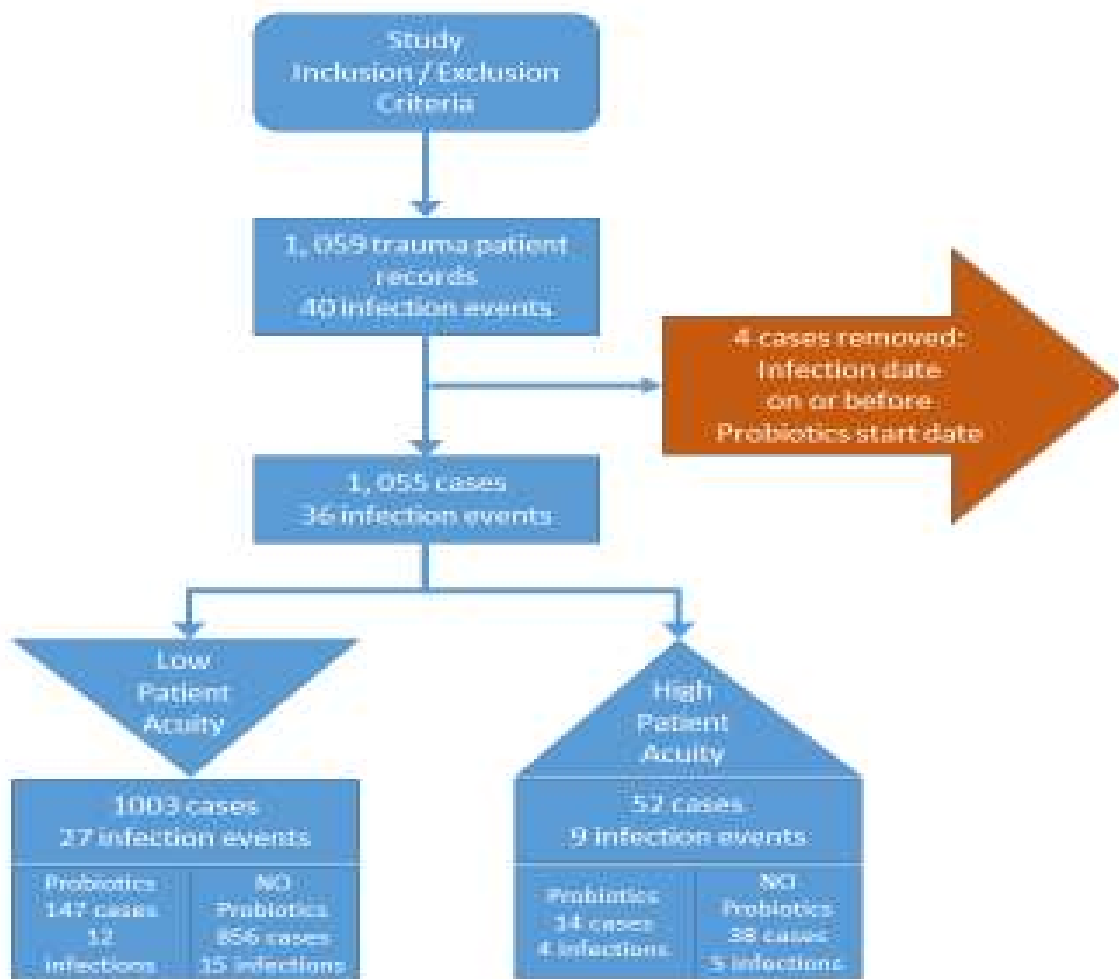 Study
Inclusion / Exclusion
Criteria
1, 059 trauma patient
records
40 infection events
4 cases removed:
Infection date
on or before
Probiotics start date
1, 055 cases
36 infection events
Low
Patient
Acuity
High
Patient
Acuity
1003 cases
27 infection events
52 cases
9 infection events
Probiotics
147 cases
12
infections
NO
Probiotics
856 cases
15 infections
Probiotics
14 cases
4 infections
NO
Probiotics
38 cases
5 infections